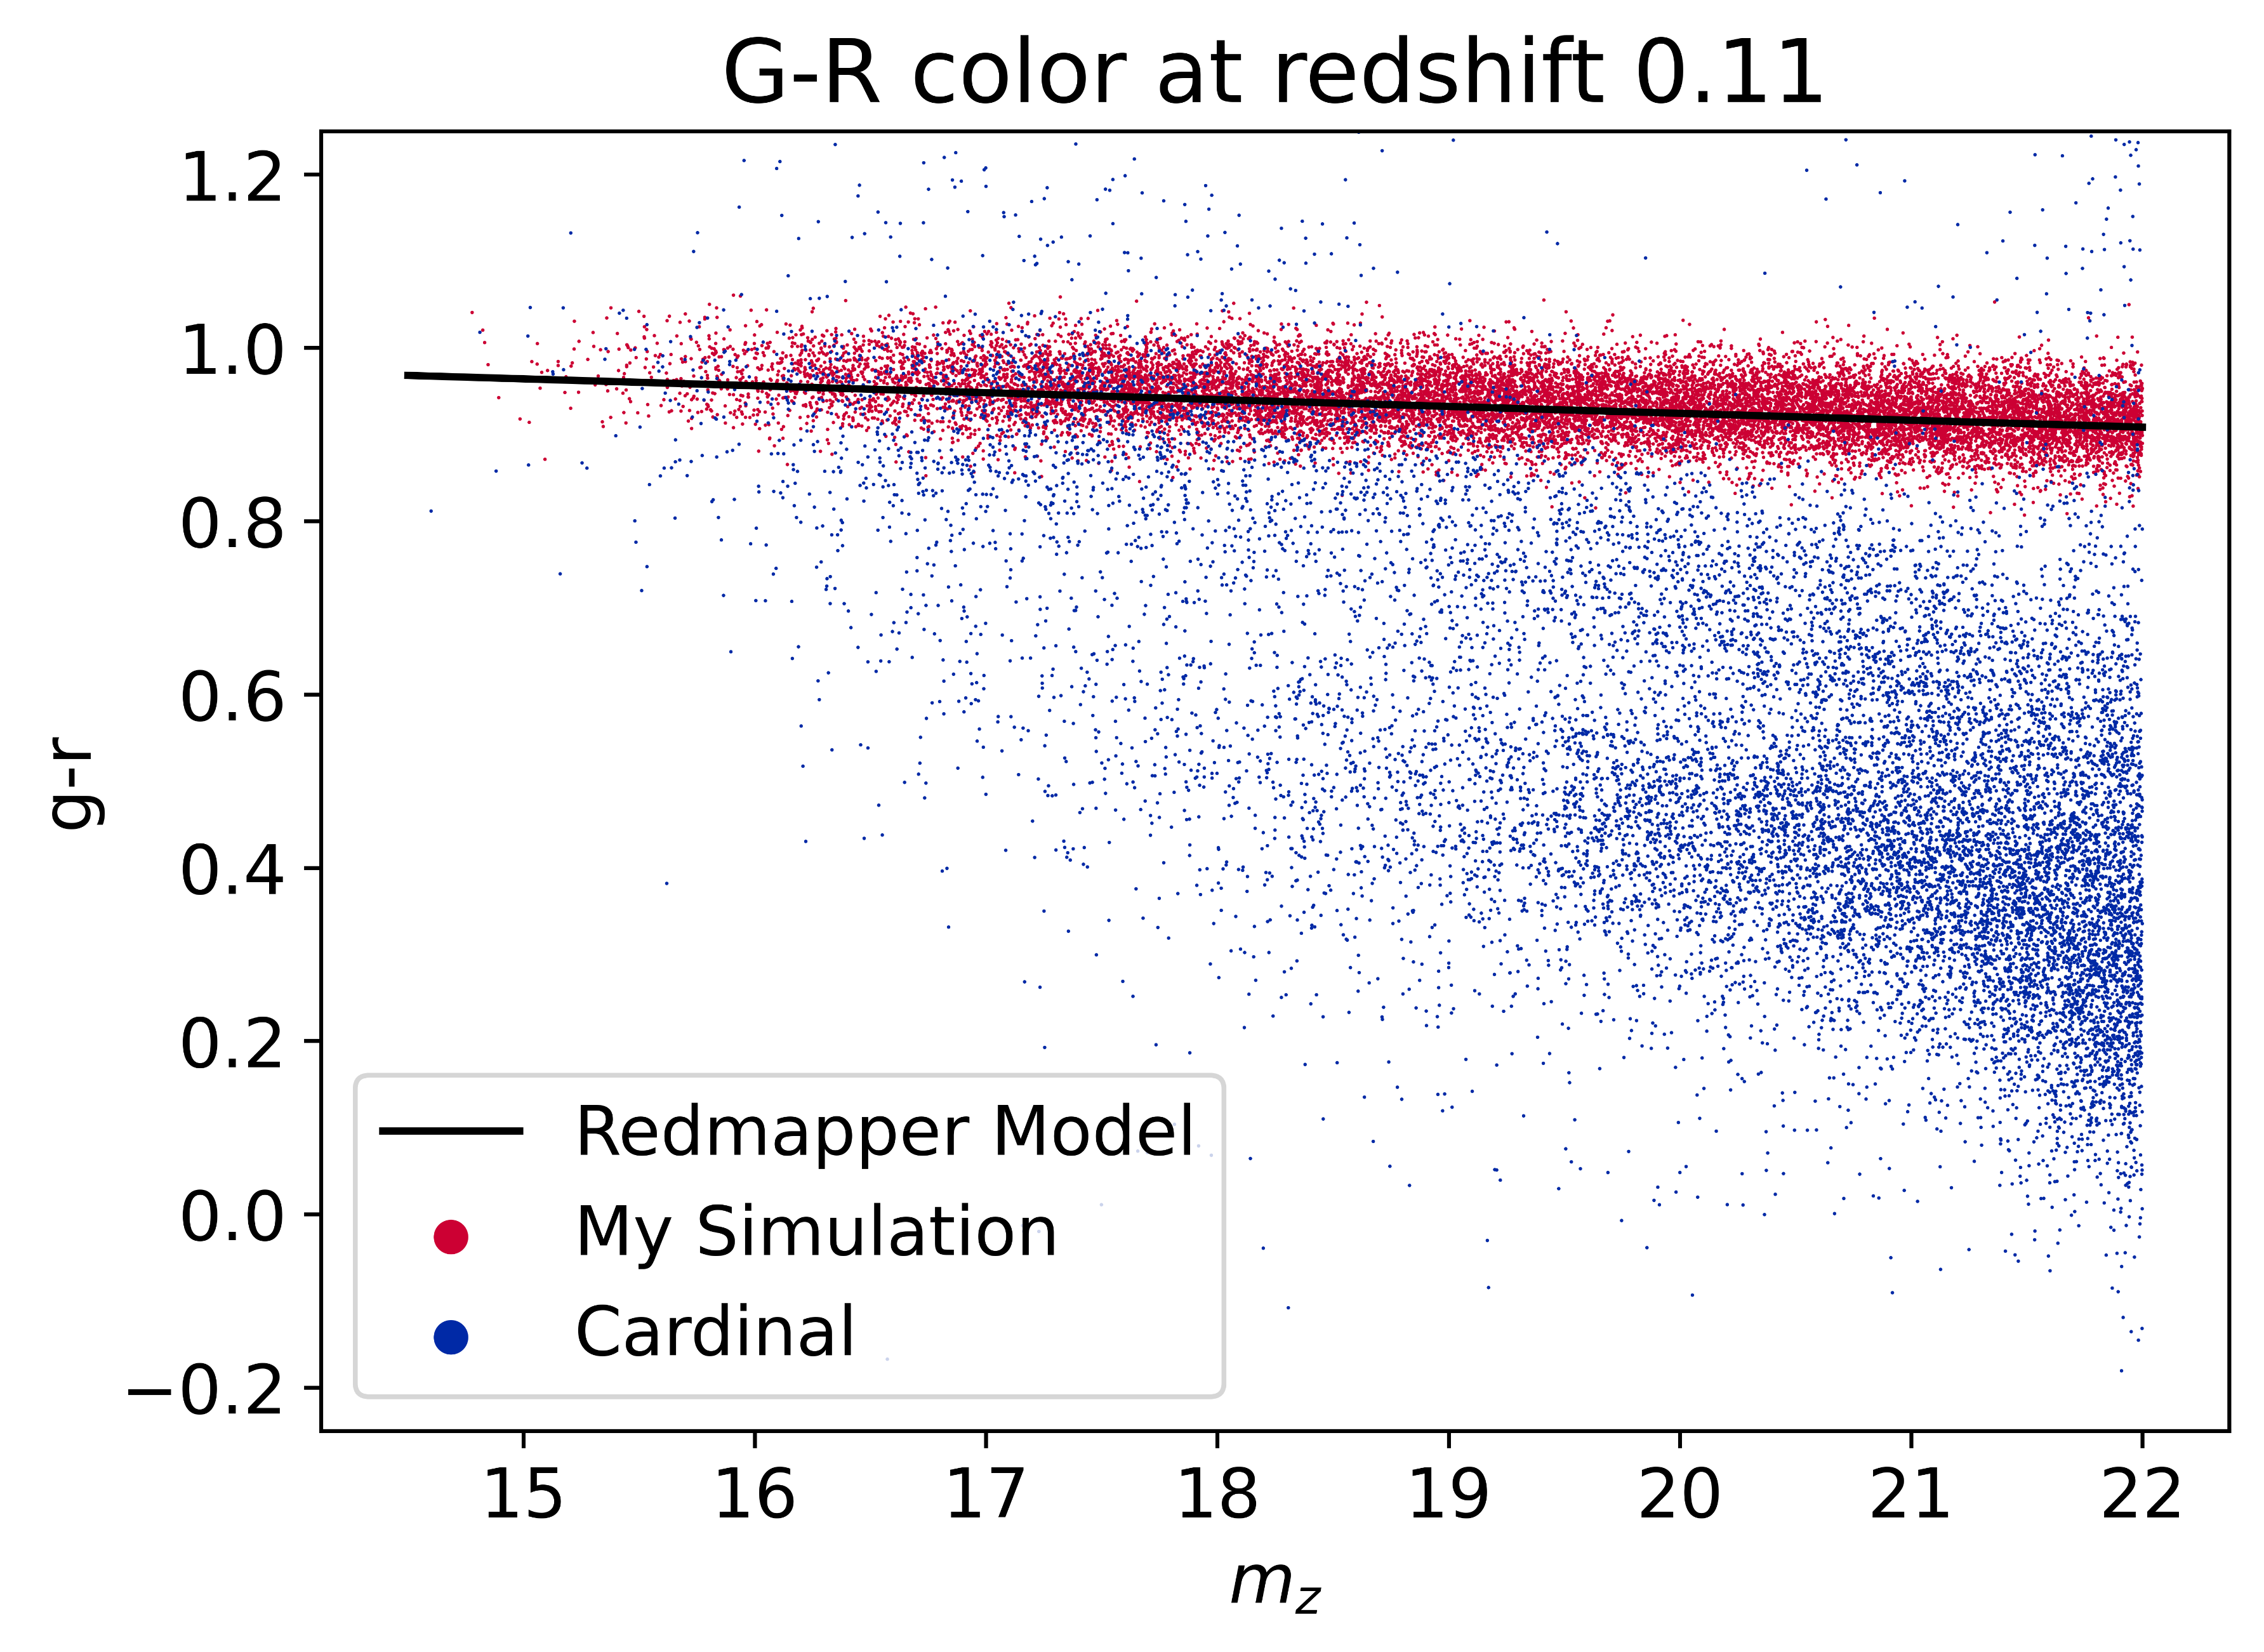 G-R color at redshift 0.11
1.2
1.0
0.8
0.6
0.4
0.2
0.0
−0.2
g-r
Redmapper Model
My Simulation
Cardinal
15 16 17 18 19 20 21 22
m_z